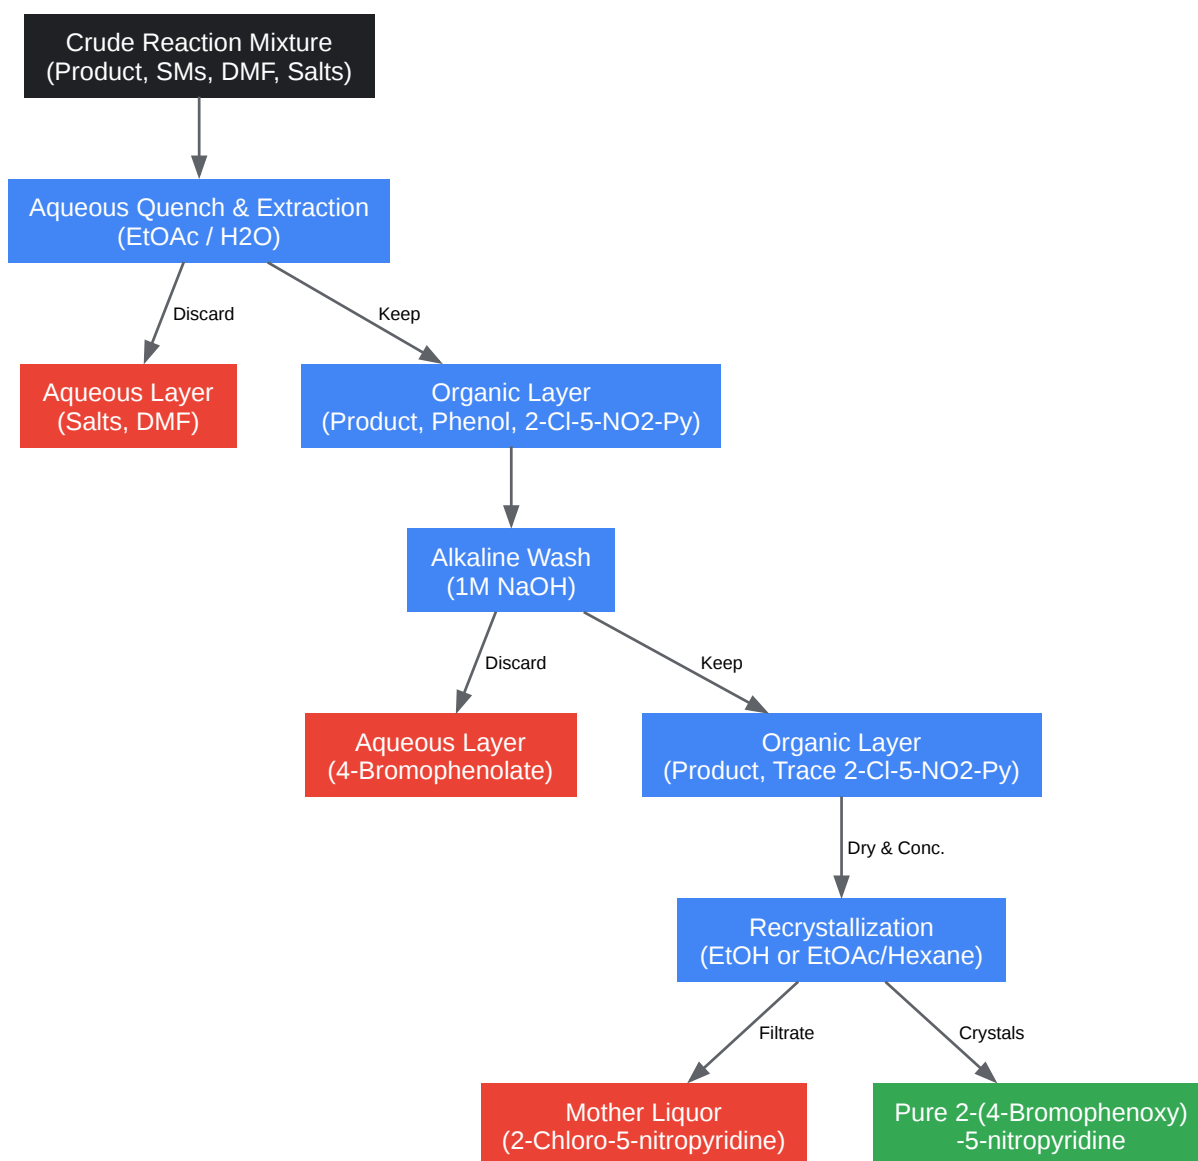 Crude Reaction Mixture
(Product, SMs, DMF, Salts)
Aqueous Quench & Extraction
(EtOAc / H2O)
Discard
Keep
Aqueous Layer
(Salts, DMF)
Organic Layer
(Product, Phenol, 2-Cl-5-NO2-Py)
Alkaline Wash
(1M NaOH)
Discard
Keep
Aqueous Layer
(4-Bromophenolate)
Organic Layer
(Product, Trace 2-Cl-5-NO2-Py)
Dry & Conc.
Recrystallization
(EtOH or EtOAc/Hexane)
Filtrate
Crystals
Mother Liquor
(2-Chloro-5-nitropyridine)
Pure 2-(4-Bromophenoxy)
-5-nitropyridine